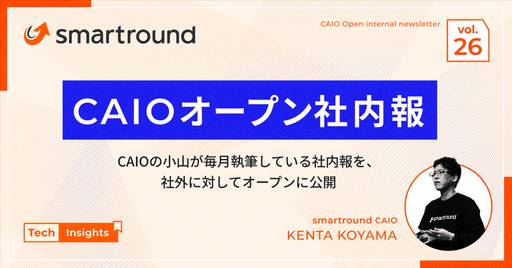 smartround
CAIO Open internal newsletter
vol.
26
CAIOオープン社内報
CAIOの小山が毎月執筆している社内報を、
社外に対してオープンに公開
Tech Insights
smartround CAIO
KENTA KOYAMA
smartround